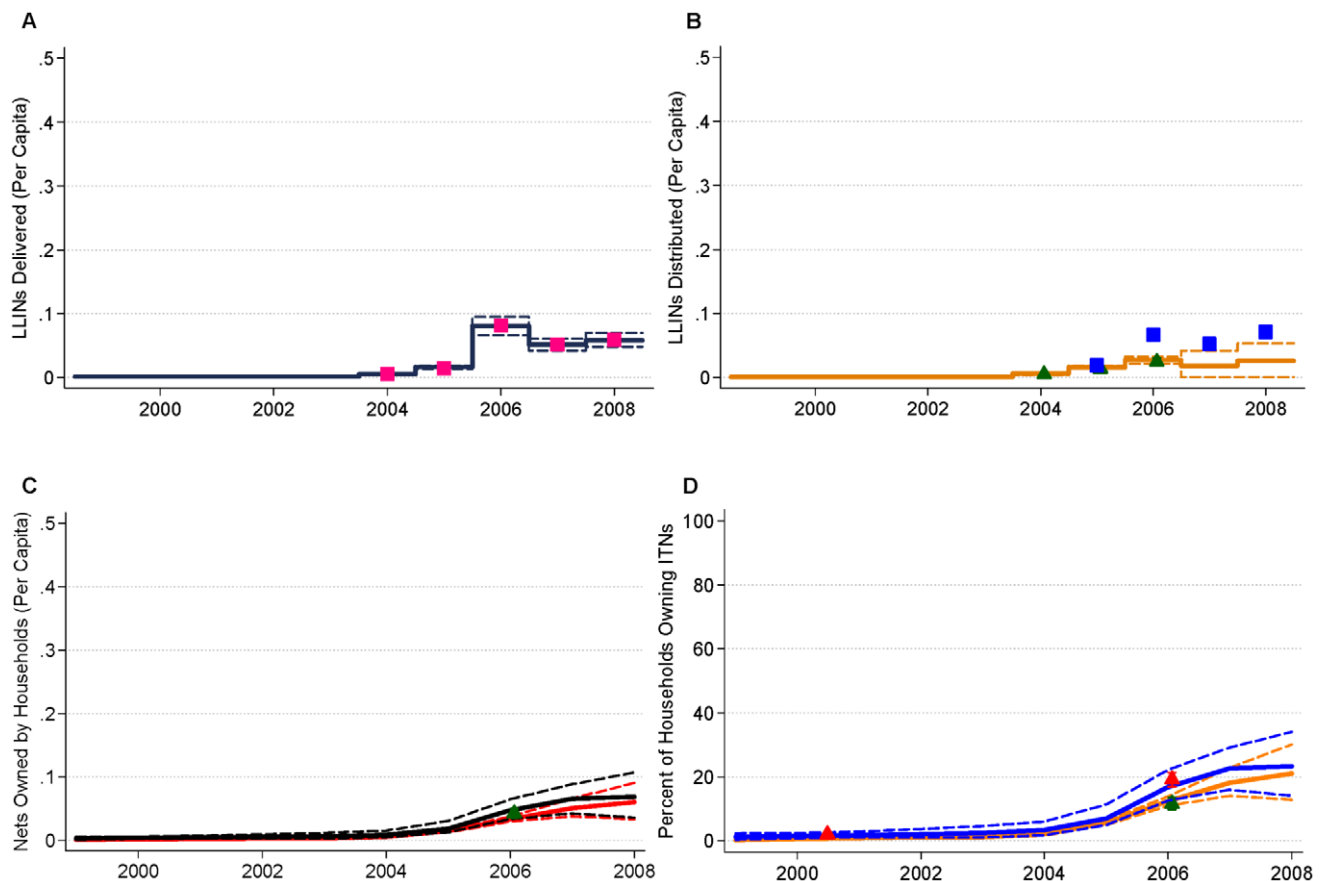 A
LLINs Delivered (Per Capita)
.5
.4
.3
.2
.1
0
2000 2002 2004 2006 2008
B
LLINs Distributed (Per Capita)
.5
.4
.3
.2
.1
0
2000 2002 2004 2006 2008
C
Nets Owned by Households (Per Capita)
.5
.4
.3
.2
.1
0
2000 2002 2004 2006 2008
D
Percent of Households Owning ITNs
100
80
60
40
20
0
2000 2002 2004 2006 2008